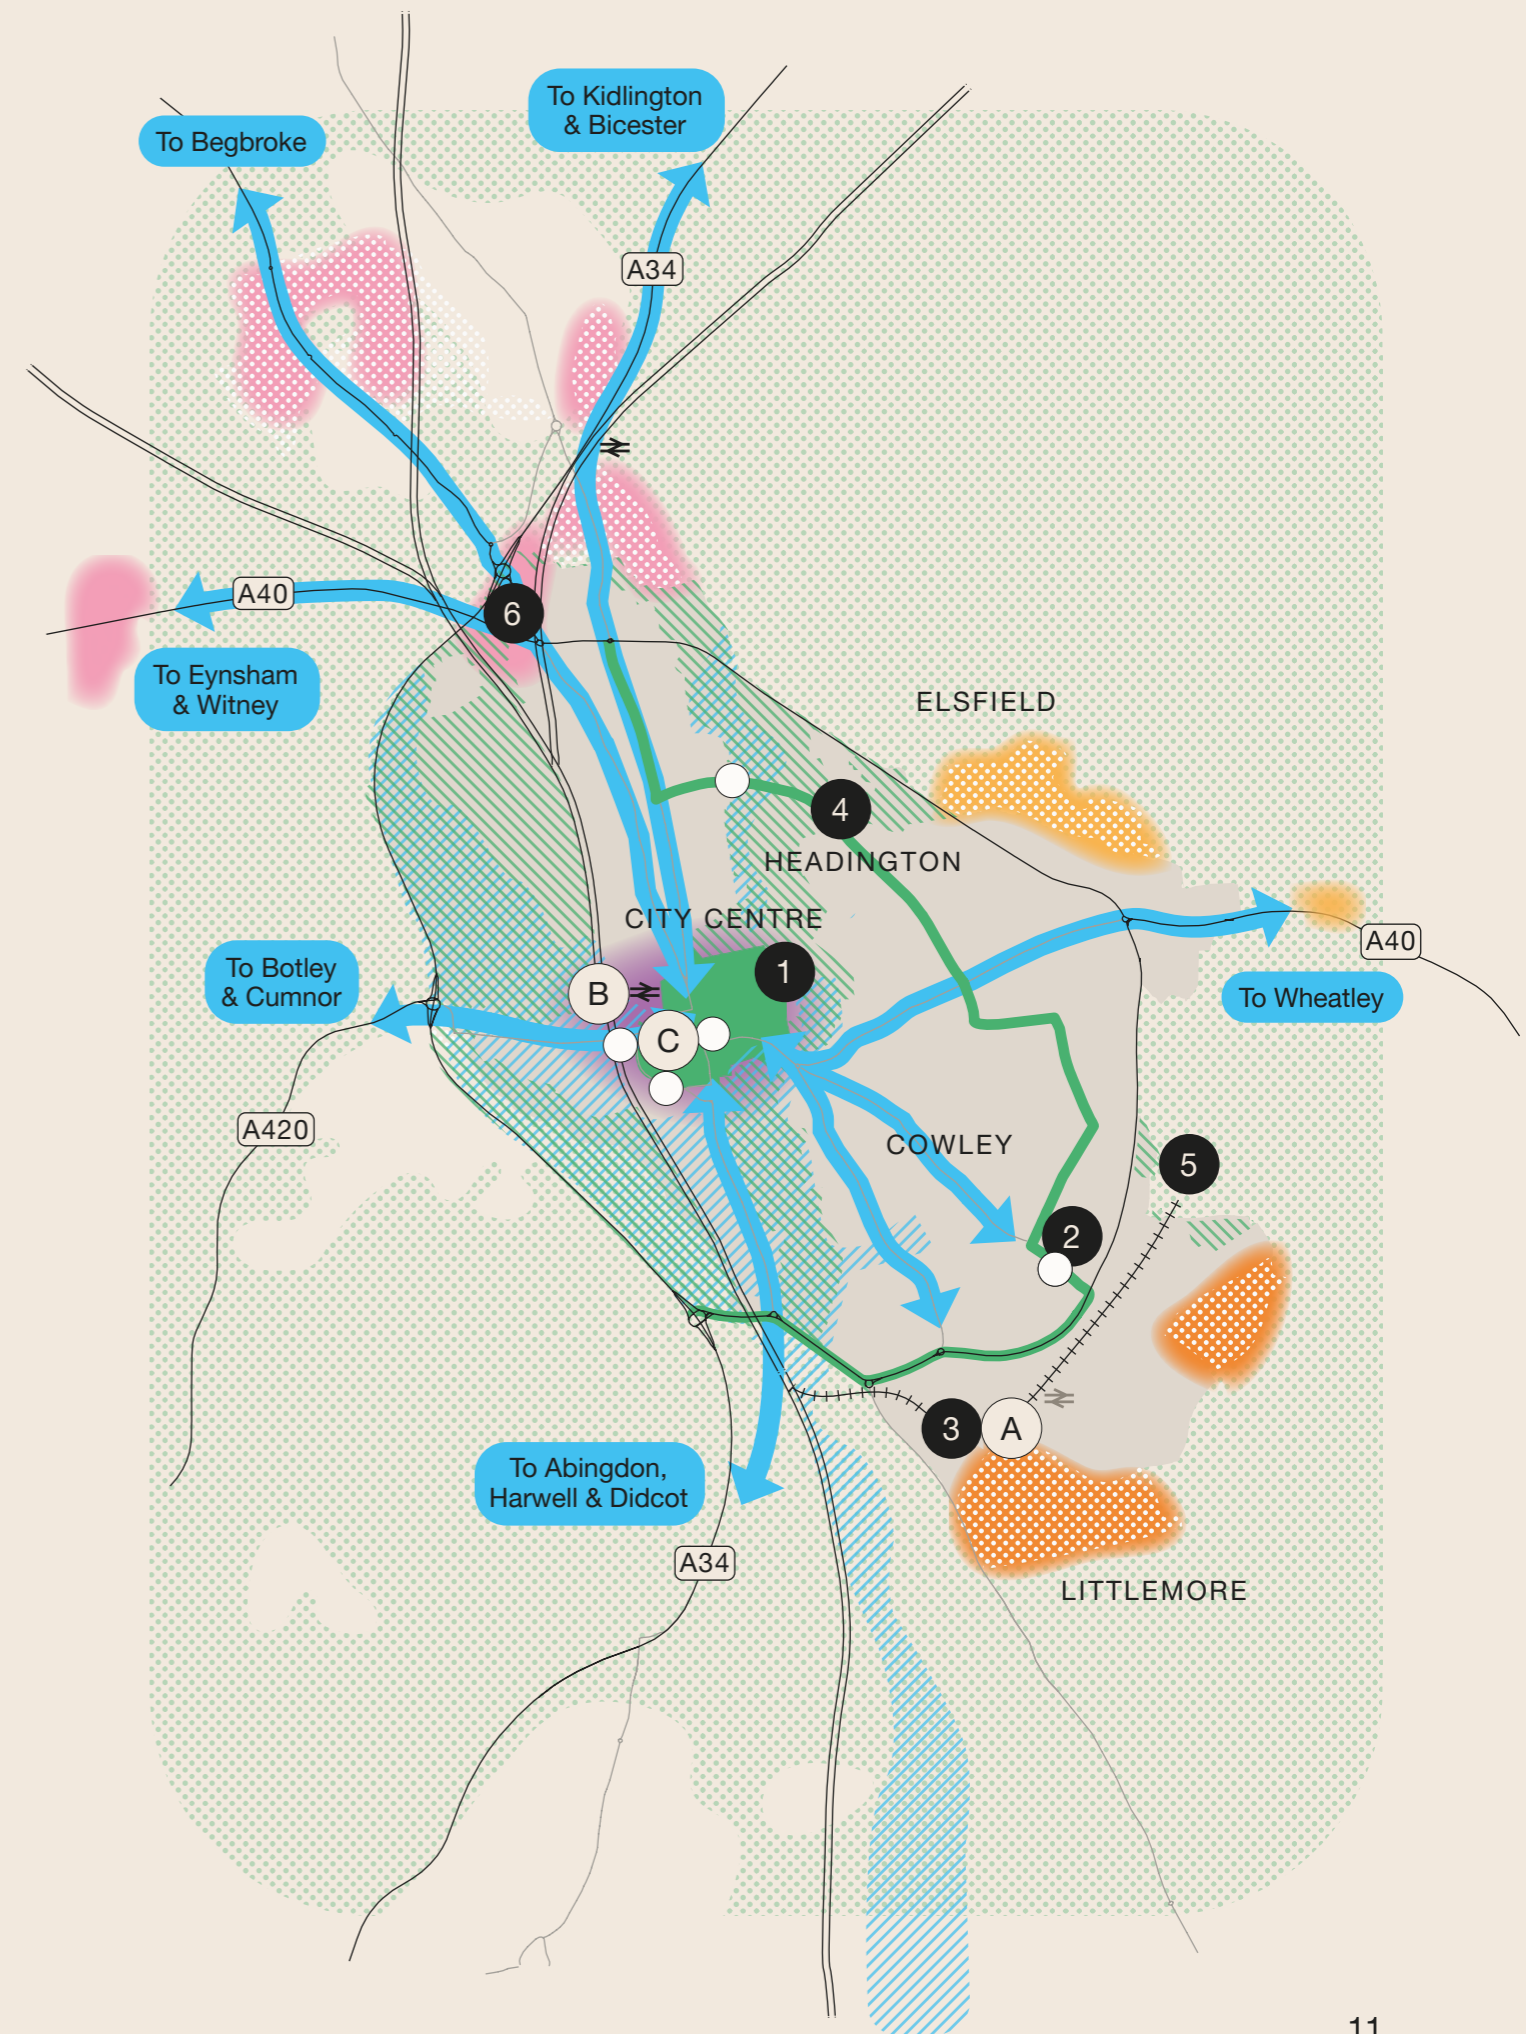 To Kidlington
& Bicester
To Begbroke
A34
A40
6
To Eynsham
& Witney
ELSFIELD
4
HEADINGTON
CITY CENTRE
A40
To Botley
& Cumnor
B
1
To Wheatley
C
A420
COWLEY
5
2
3
A
To Abingdon,
Harwell & Didcot
A34
LITTLEMORE
11